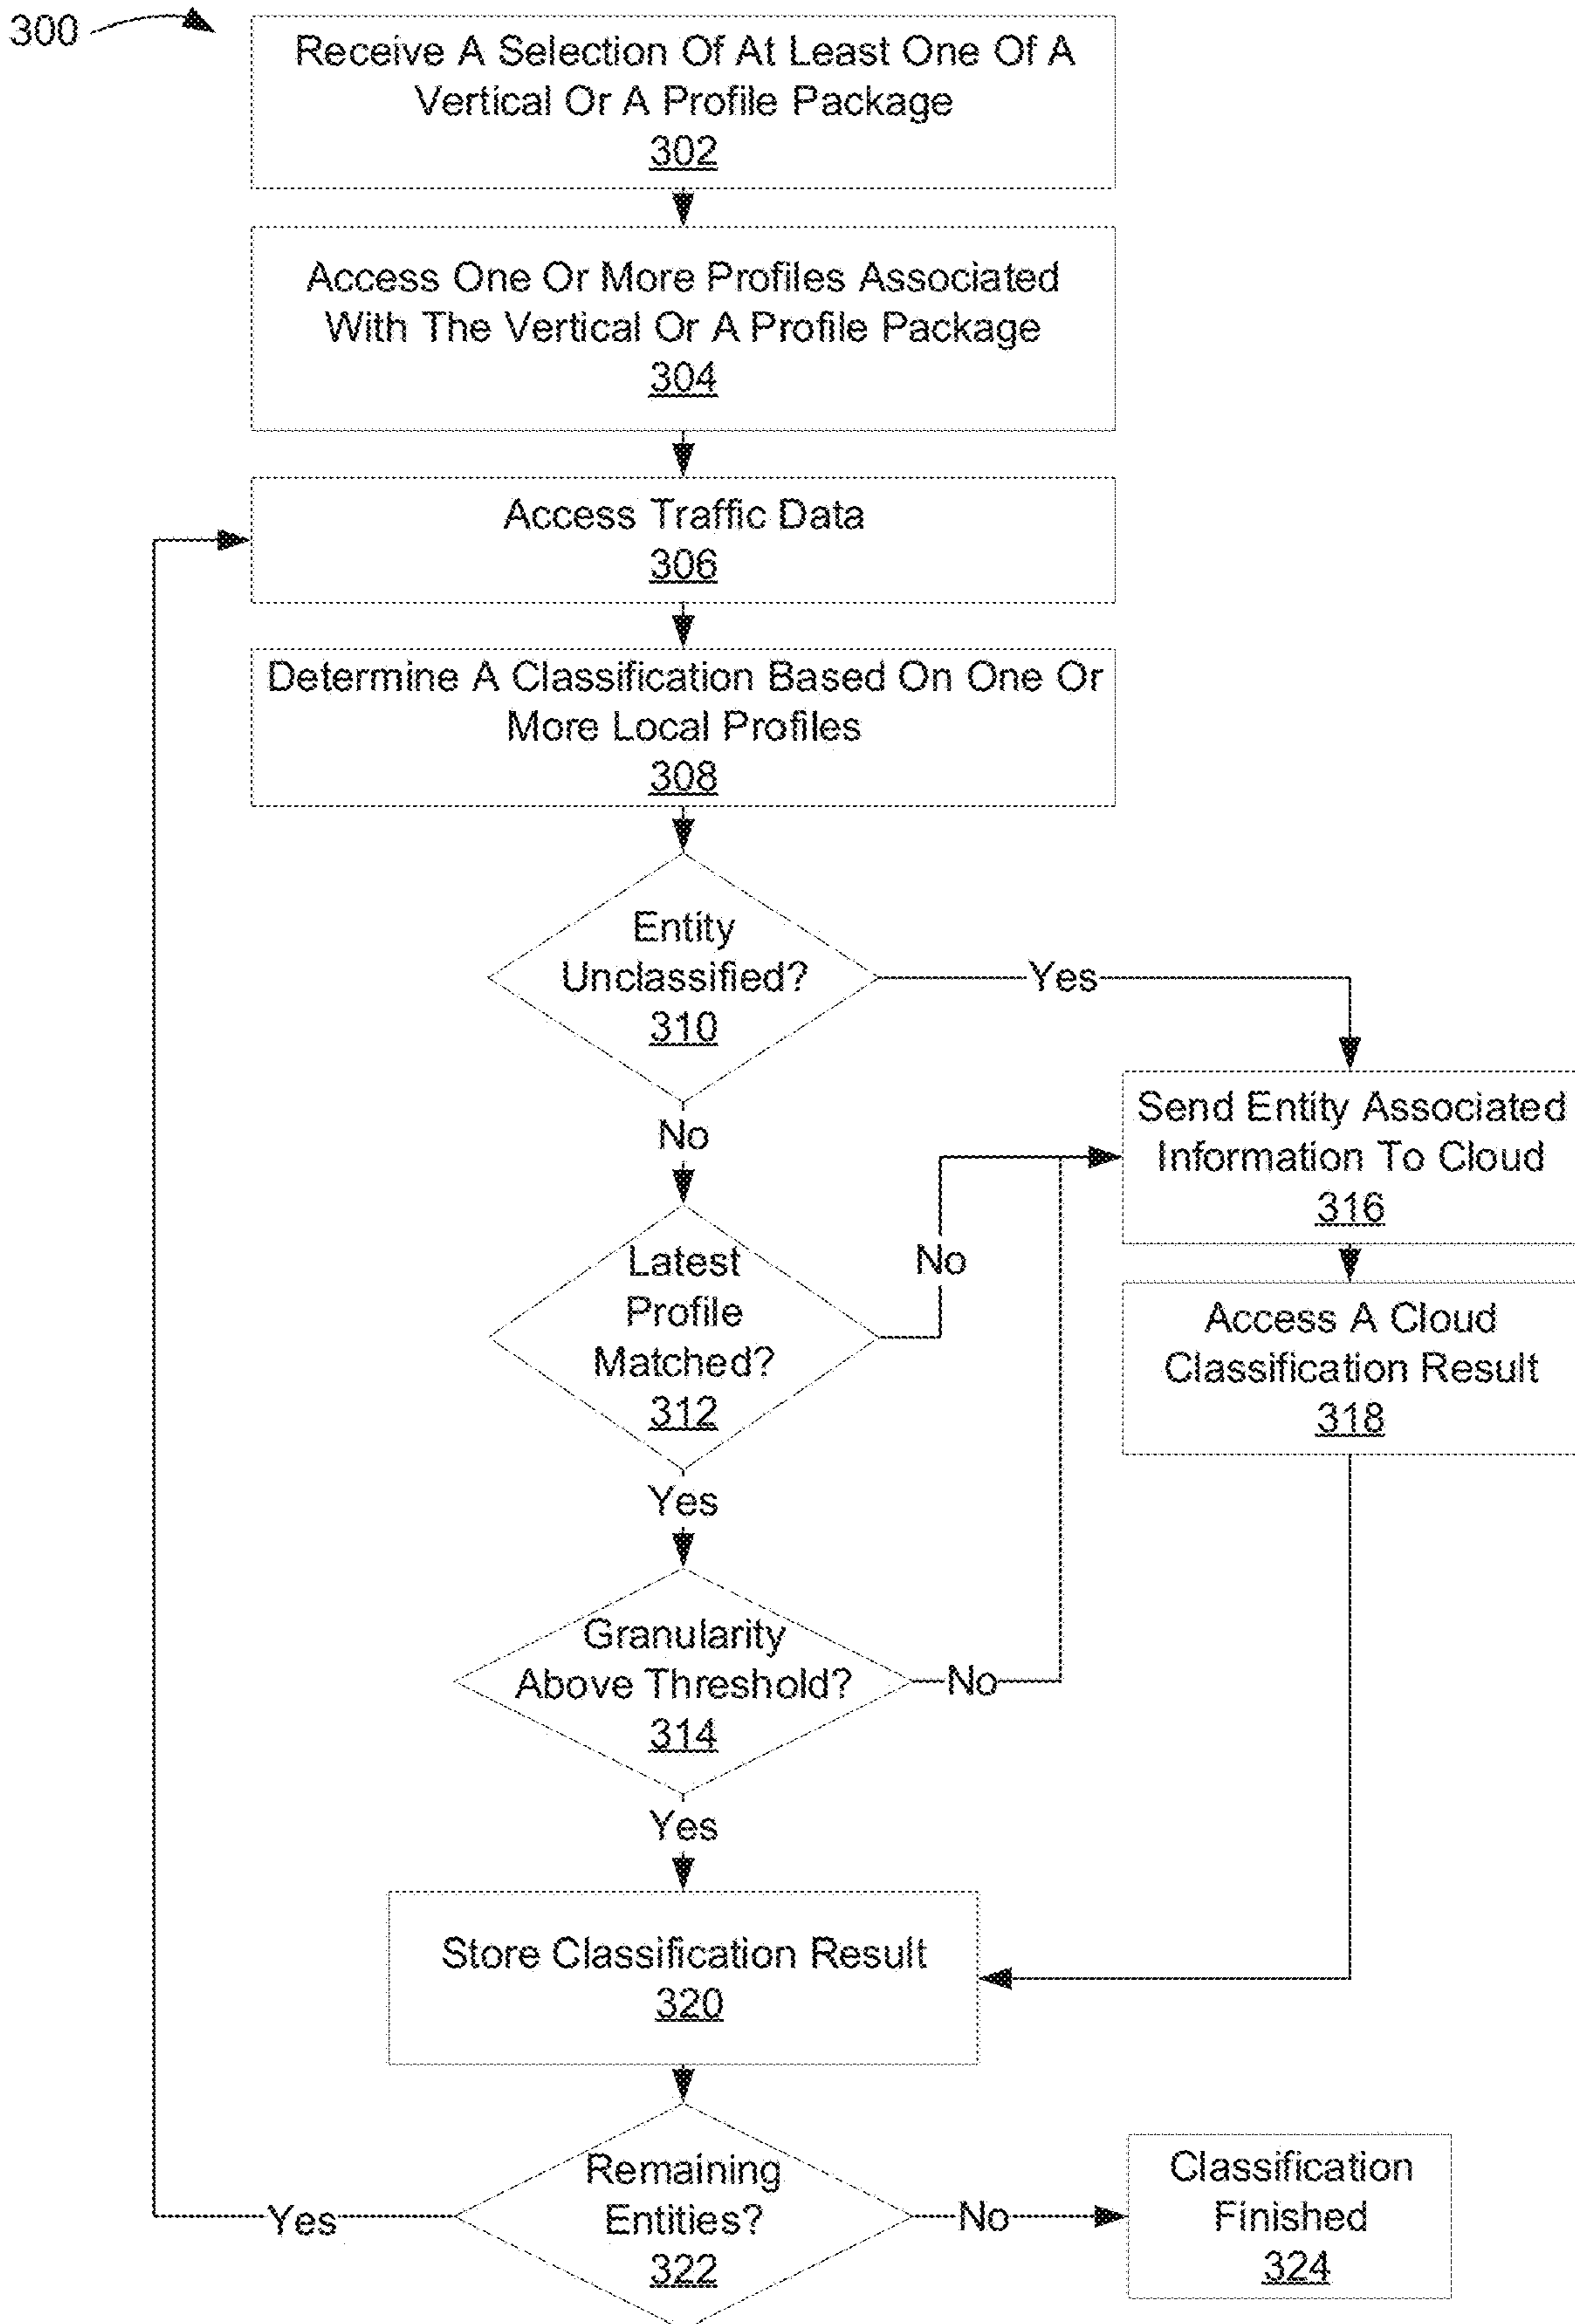 300
Receive A Selection Of At Least One Of A
Vertical Or A Profile Package
302
Access One Or More Profiles Associated
With The Vertical Or A Profile Package
304
Access Traffic Data
306
Determine A Classification Based On One Or
More Local Profiles
308
Entity
Unclassified?
310
Yes
No
Send Entity Associated
Information To Cloud
316
Latest
Profile
Matched?
312
No
Access A Cloud
Classification Result
318
Yes
Granularity
Above Threshold?
314
No
Yes
Store Classification Result
320
Remaining
Entities?
322
Yes
No
Classification
Finished
324